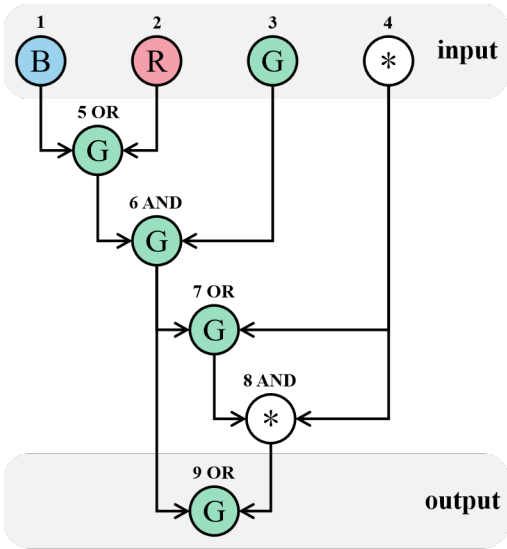 1 2 3 4
B R G * input
5 OR
G
6 AND
G
7 OR
G
8 AND
*
9 OR
G output